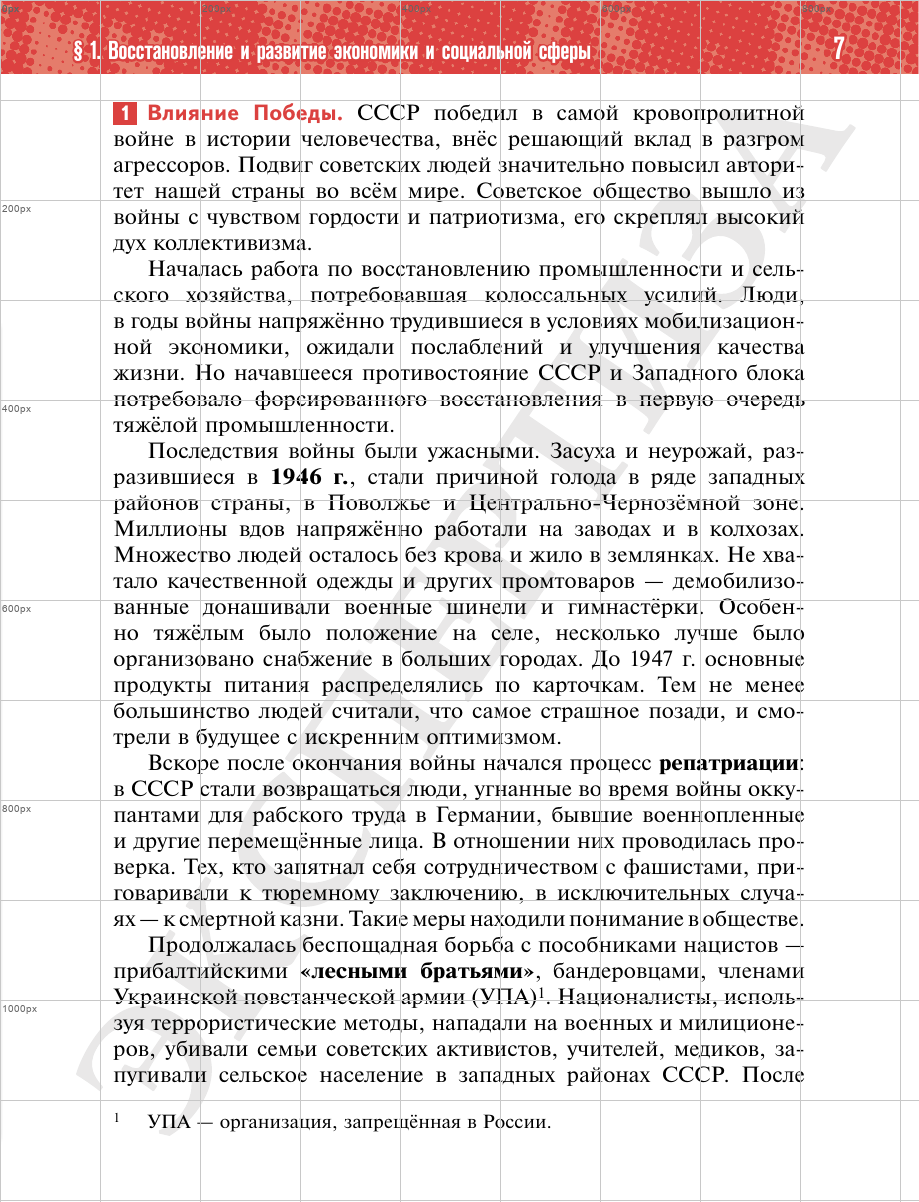 § 1. Восстановление и развитие экономики и социальной сферы 7
1 Влияние Победы. СССР победил в самой кровопролитной
войне в истории человечества, внёс решающий вклад в разгром
агрессоров. Подвиг советских людей значительно повысил автори-
тет нашей страны во всём мире. Советское общество вышло из
войны с чувством гордости и патриотизма, его скреплял высокий
дух коллективизма.
Началась работа по восстановлению промышленности и сель-
ского хозяйства, потребовавшая колоссальных усилий. Люди,
в годы войны напряжённо трудившиеся в условиях мобилизацион-
ной экономики, ожидали послаблений и улучшения качества
жизни. Но начавшееся противостояние СССР и Западного блока
потребовало форсированного восстановления в первую очередь
тяжёлой промышленности.
Последствия войны были ужасными. Засуха и неурожай, раз-
разившиеся в 1946 г., стали причиной голода в ряде западных
200px
400px
600px
800px
1000px
районов страны, в Поволжье и Центрально-Чернозёмной зоне.
Миллионы вдов напряжённо работали на заводах и в колхозах.
Множество людей осталось без крова и жило в землянках. Не хва-
тало качественной одежды и других промтоваров — демобилизо-
ванные донашивали военные шинели и гимнастёрки. Особен-
но тяжёлым было положение на селе, несколько лучше было
организовано снабжение в больших городах. До 1947 г. основные
продукты питания распределялись по карточкам. Тем не менее
большинство людей считали, что самое страшное позади, и смо-
трели в будущее с искренним оптимизмом.
Вскоре после окончания войны начался процесс репатриации:
в СССР стали возвращаться люди, угнанные во время войны окку-
пантами для рабского труда в Германии, бывшие военнопленные
и другие перемещённые лица. В отношении них проводилась про-
верка. Тех, кто запятнал себя сотрудничеством с фашистами, при-
говаривали к тюремному заключению, в исключительных случа-
ях — к смертной казни. Такие меры находили понимание в обществе.
Продолжалась беспощадная борьба с пособниками нацистов —
прибалтийскими «лесными братьями», бандеровцами, членами
Украинской повстанческой армии (УПА)¹. Националисты, исполь-
зуя террористические методы, нападали на военных и милиционе-
ров, убивали семьи советских активистов, учителей, медиков, за-
пугивали сельское население в западных районах СССР. После
¹ УПА — организация, запрещённая в России.
ЭКСПЕРТИЗА